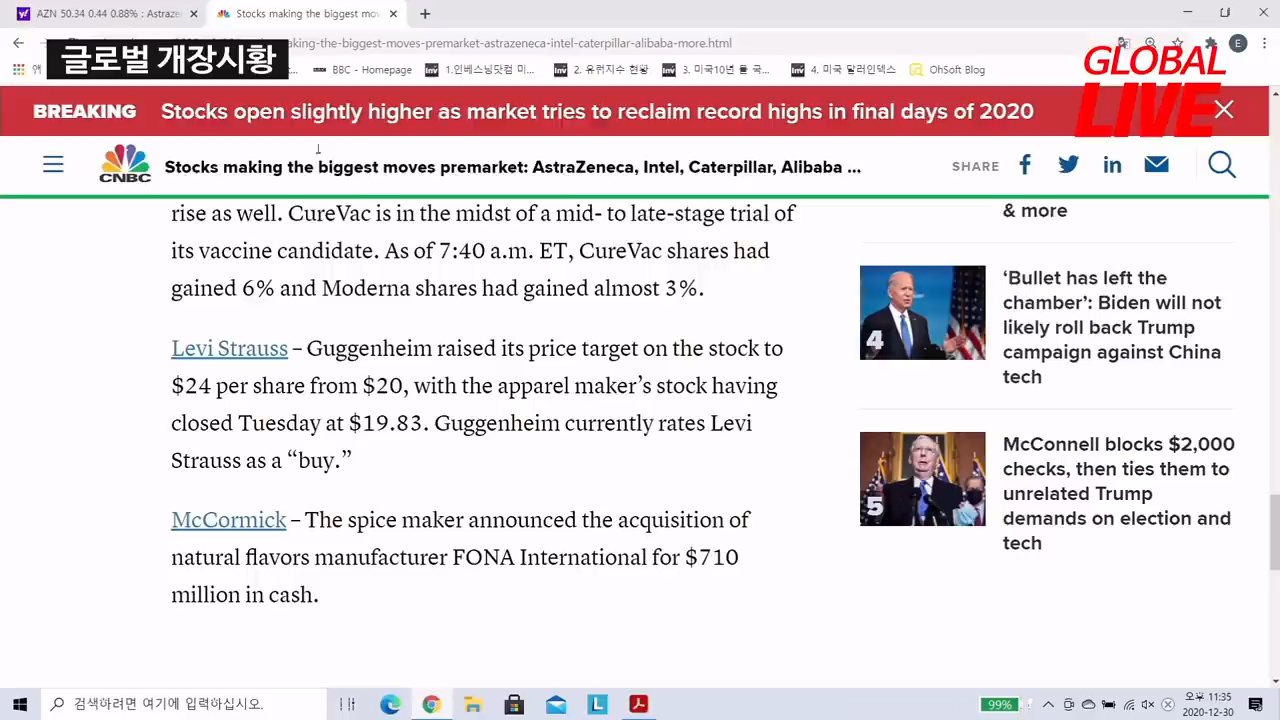 AZN 50.34 0.44 0.88% : Astraze
Stocks making the biggest mov
글로벌 개장시황
aking-the-biggest-moves-premarket-astrazeneca-intel-caterpillar-alibaba-more.html
E
BBC - Homepage
1.인베스팅닷컴 미...
2. 유럽지수 현황
3. 미국10년 물 국...
4. 미국 달러인덱스
OhSoft Blog
GLOBAL
LIVE
BREAKING Stocks open slightly higher as market tries to reclaim record highs in final days of 2020
CNBC
Stocks making the biggest moves premarket: AstraZeneca, Intel, Caterpillar, Alibaba ...
SHARE
rise as well. CureVac is in the midst of a mid- to late-stage trial of
its vaccine candidate. As of 7:40 a.m. ET, CureVac shares had
gained 6% and Moderna shares had gained almost 3%.
Levi Strauss – Guggenheim raised its price target on the stock to
$24 per share from $20, with the apparel maker’s stock having
closed Tuesday at $19.83. Guggenheim currently rates Levi
Strauss as a “buy.”
McCormick – The spice maker announced the acquisition of
natural flavors manufacturer FONA International for $710
million in cash.
& more
4
‘Bullet has left the
chamber’: Biden will not
likely roll back Trump
campaign against China
tech
5
McConnell blocks $2,000
checks, then ties them to
unrelated Trump
demands on election and
tech
검색하려면 여기에 입력하십시오.
99%
오후 11:35
2020-12-30